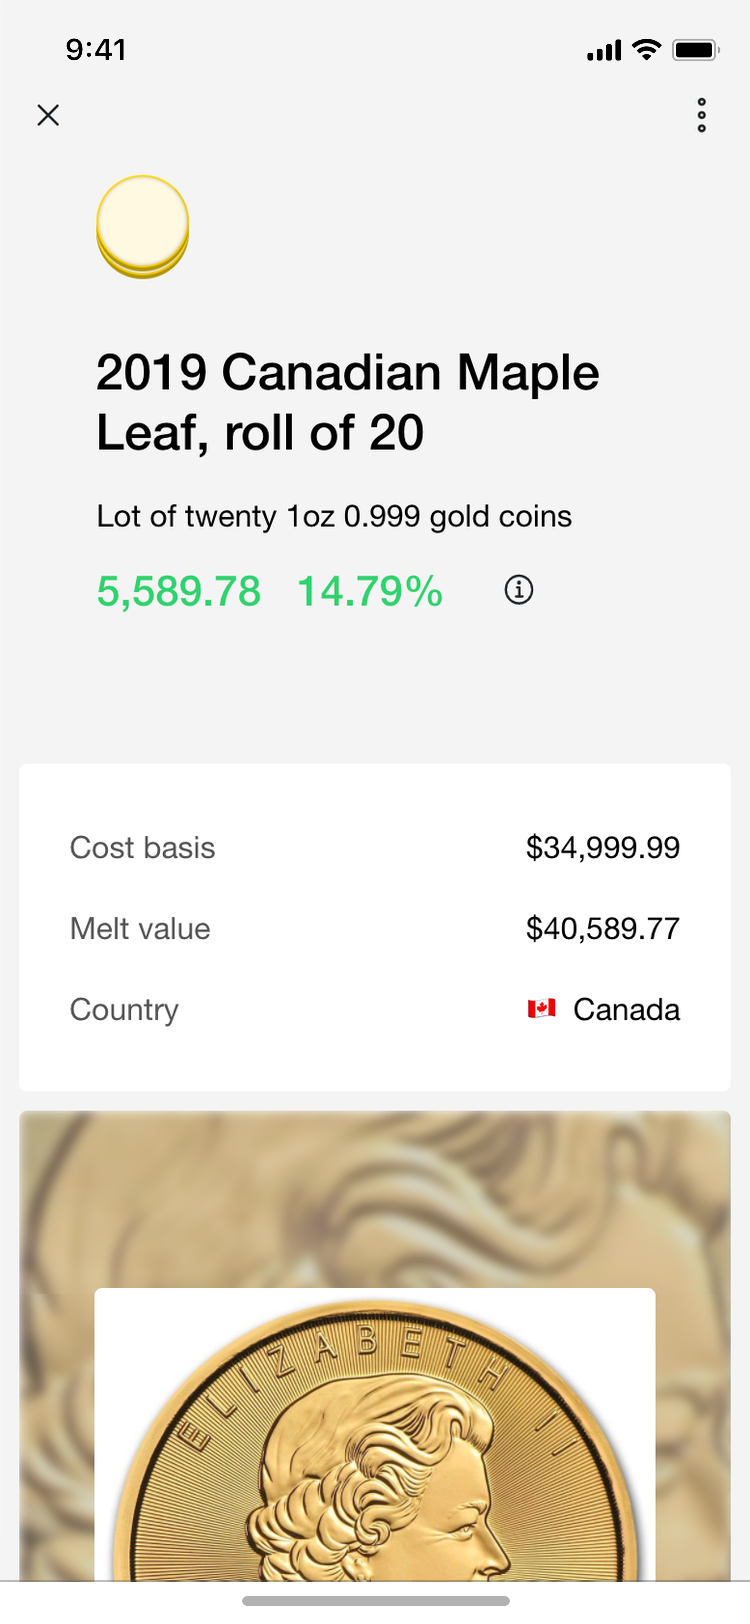 9:41
2019 Canadian Maple
Leaf, roll of 20
Lot of twenty 1oz 0.999 gold coins
5,589.78 14.79%
Cost basis $34,999.99
Melt value $40,589.77
Country 🇨🇦 Canada
ELIZABETH II